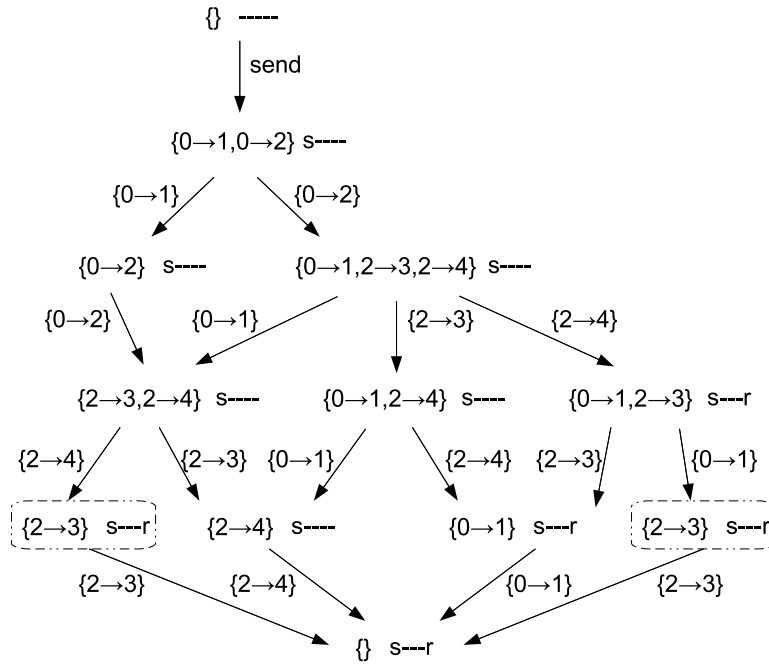 {} -----
send
{0→1,0→2} s----
{0→1} {0→2}
{0→2} s---- {0→1,2→3,2→4} s----
{0→2} {0→1} {2→3} {2→4}
{2→3,2→4} s---- {0→1,2→4} s---- {0→1,2→3} s---r
{2→4} {2→3} {0→1} {2→4} {2→3} {0→1}
{2→3} s---r {2→4} s---- {0→1} s---r {2→3} s---r
{2→3} {2→4} {0→1} {2→3}
{} s---r